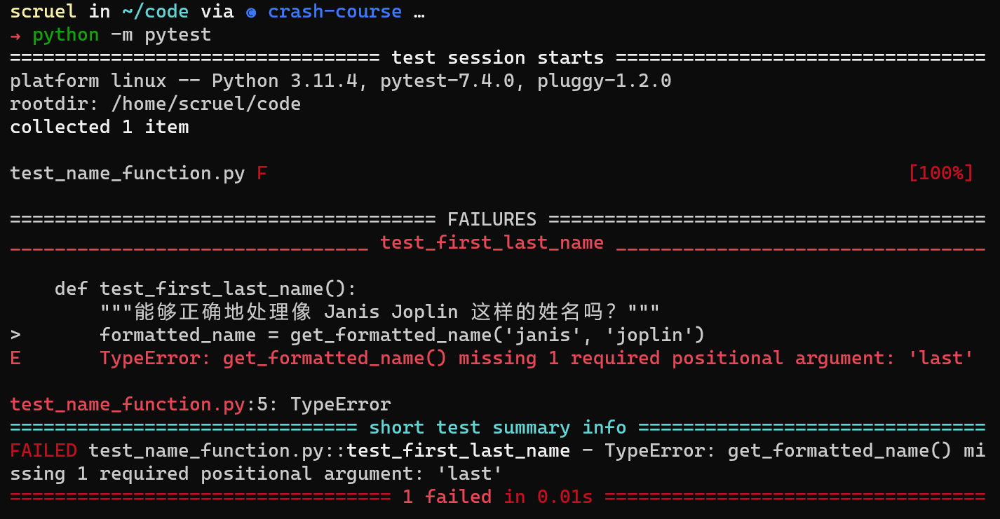 scruel in ~/code via ◉ crash-course …
→ python -m pytest
================================= test session starts =================================
platform linux -- Python 3.11.4, pytest-7.4.0, pluggy-1.2.0
rootdir: /home/scruel/code
collected 1 item
test_name_function.py F [100%]
====================================== FAILURES =======================================
________________________________ test_first_last_name _________________________________
def test_first_last_name():
"""能够正确地处理像 Janis Joplin 这样的姓名吗？"""
> formatted_name = get_formatted_name('janis', 'joplin')
E TypeError: get_formatted_name() missing 1 required positional argument: 'last'
test_name_function.py:5: TypeError
=============================== short test summary info ===============================
FAILED test_name_function.py::test_first_last_name - TypeError: get_formatted_name() mi
ssing 1 required positional argument: 'last'
================================== 1 failed in 0.01s ==================================